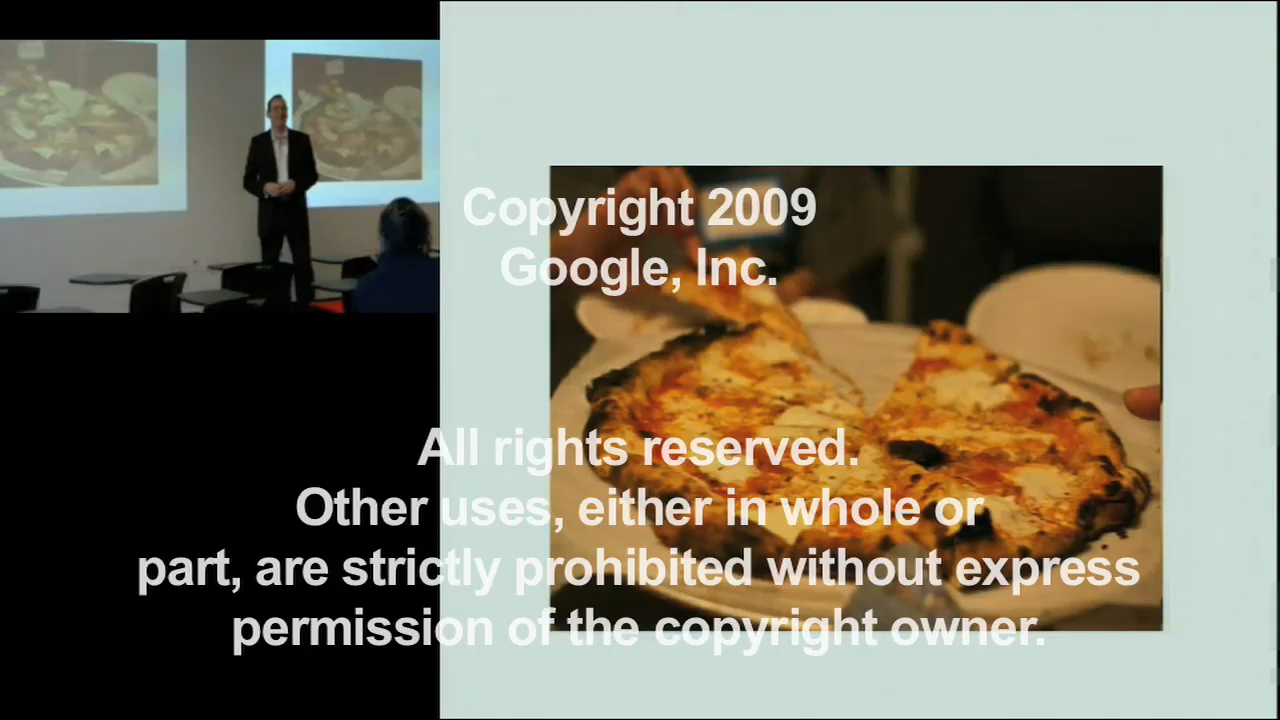 Copyright 2009
Google, Inc.
All rights reserved.
Other uses, either in whole or
part, are strictly prohibited without express
permission of the copyright owner.